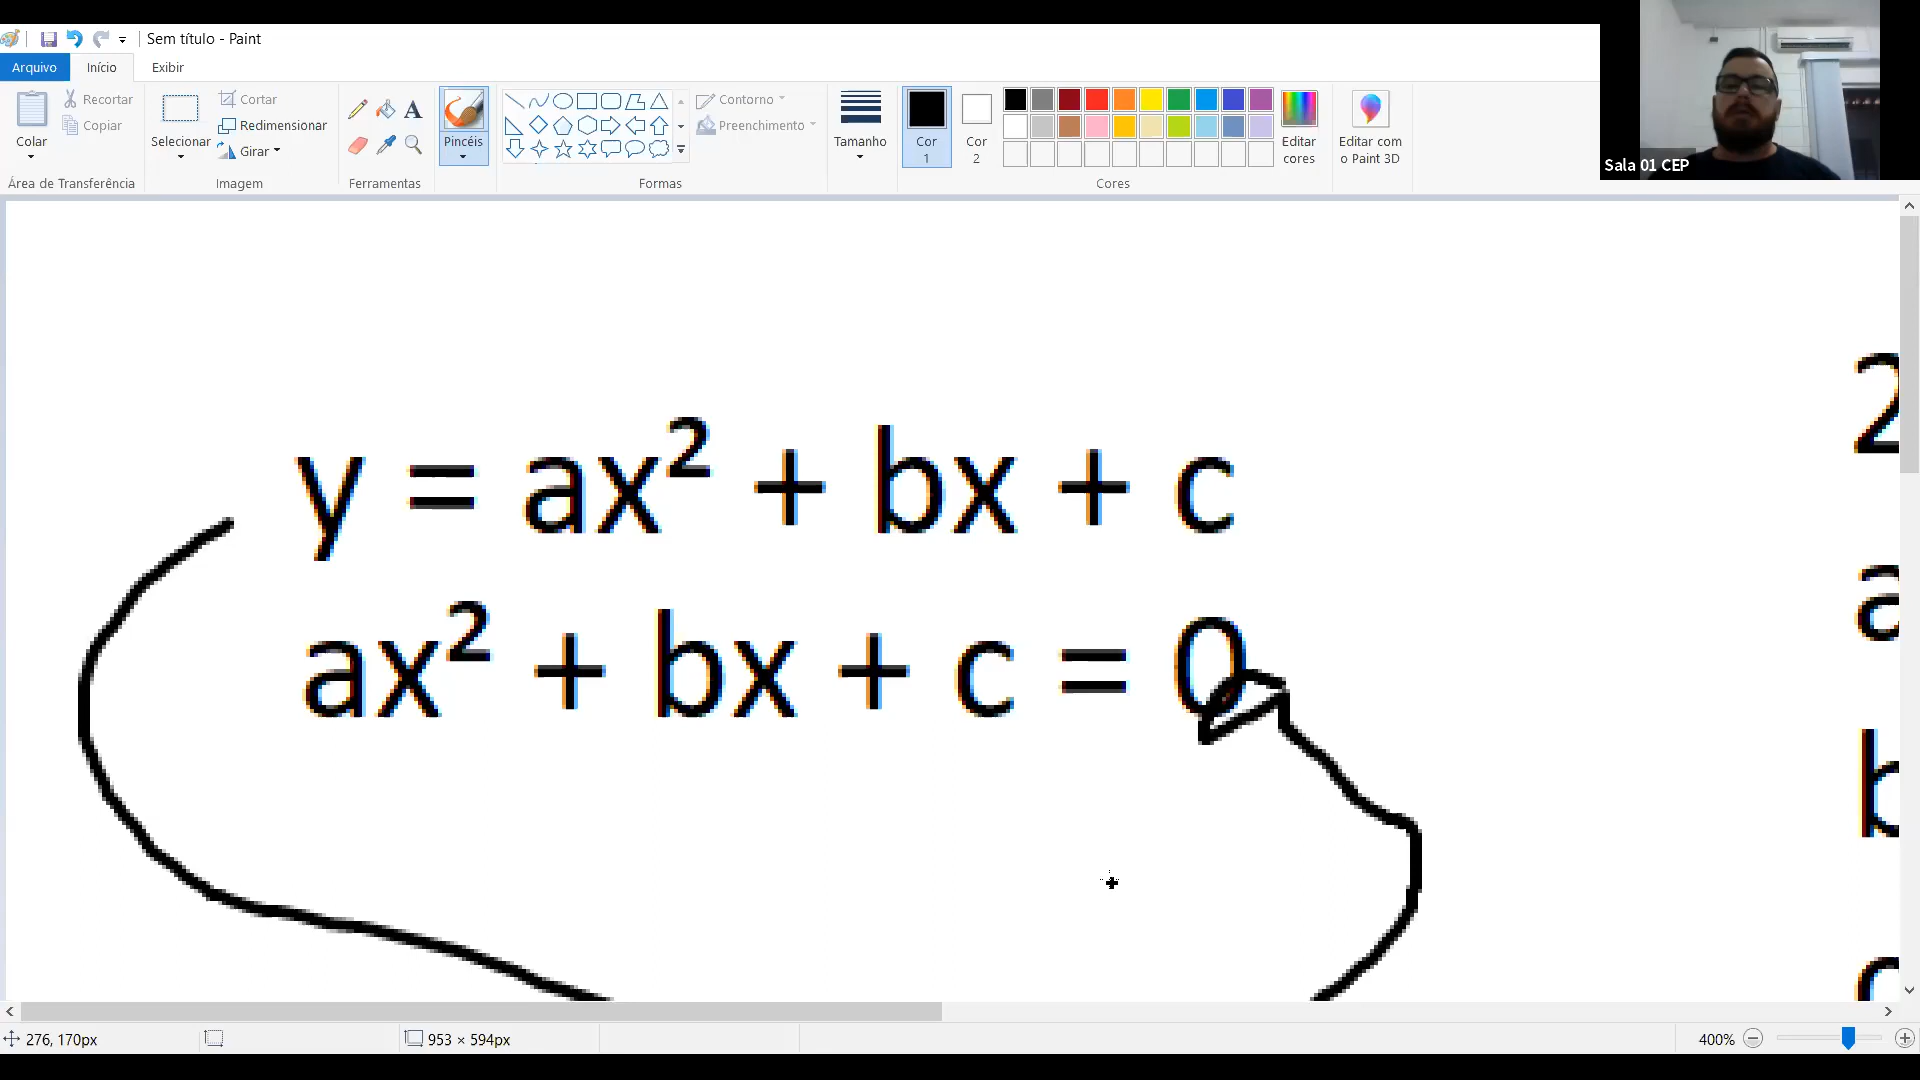 Sem título - Paint
Arquivo Início Exibir
Colar
Recortar
Copiar
Área de Transferência
Selecionar
Cortar
Redimensionar
Girar
Imagem
A
Ferramentas
Pincéis
Contorno
Preenchimento
Formas
Tamanho
Cor 1
Cor 2
Editar cores
Cores
Editar com o Paint 3D
Sala 01 CEP
y = ax² + bx + c
ax² + bx + c = 0
2
a
b
276, 170px
953 × 594px
400%